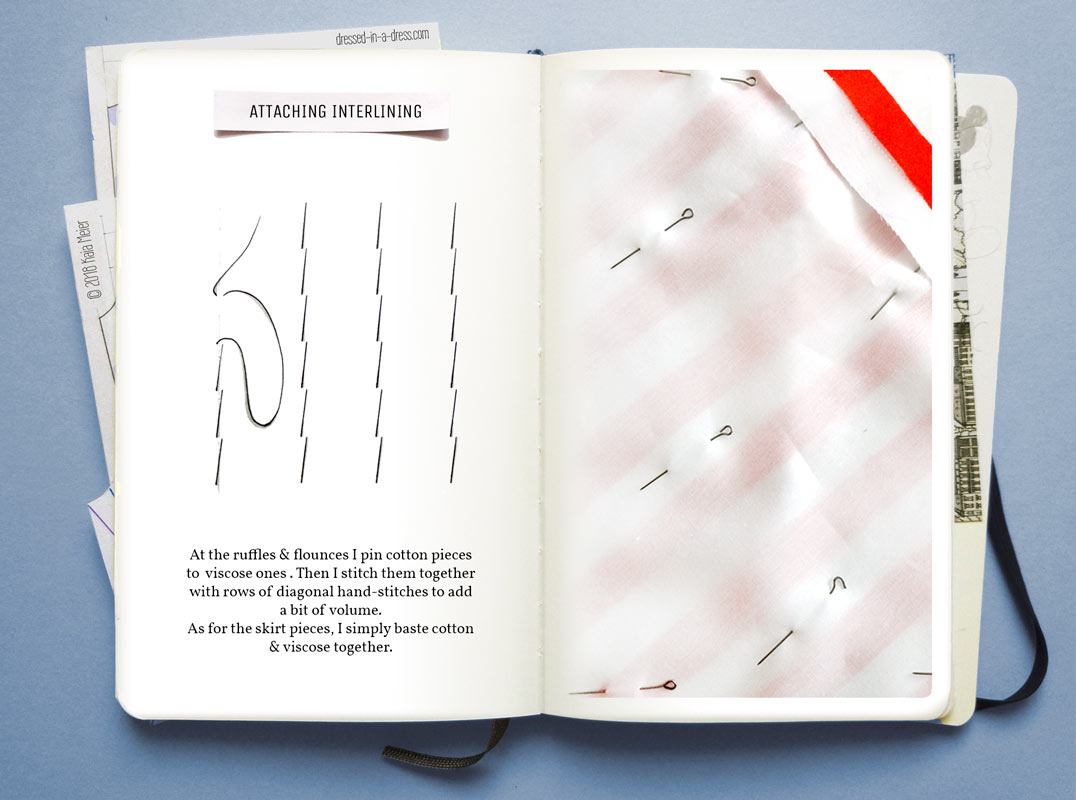 dressed-in-a-dress.com
© 2018 Kaia Meier
ATTACHING INTERLINING
At the ruffles & flounces I pin cotton pieces
to viscose ones . Then I stitch them together
with rows of diagonal hand-stitches to add
a bit of volume.
As for the skirt pieces, I simply baste cotton
& viscose together.